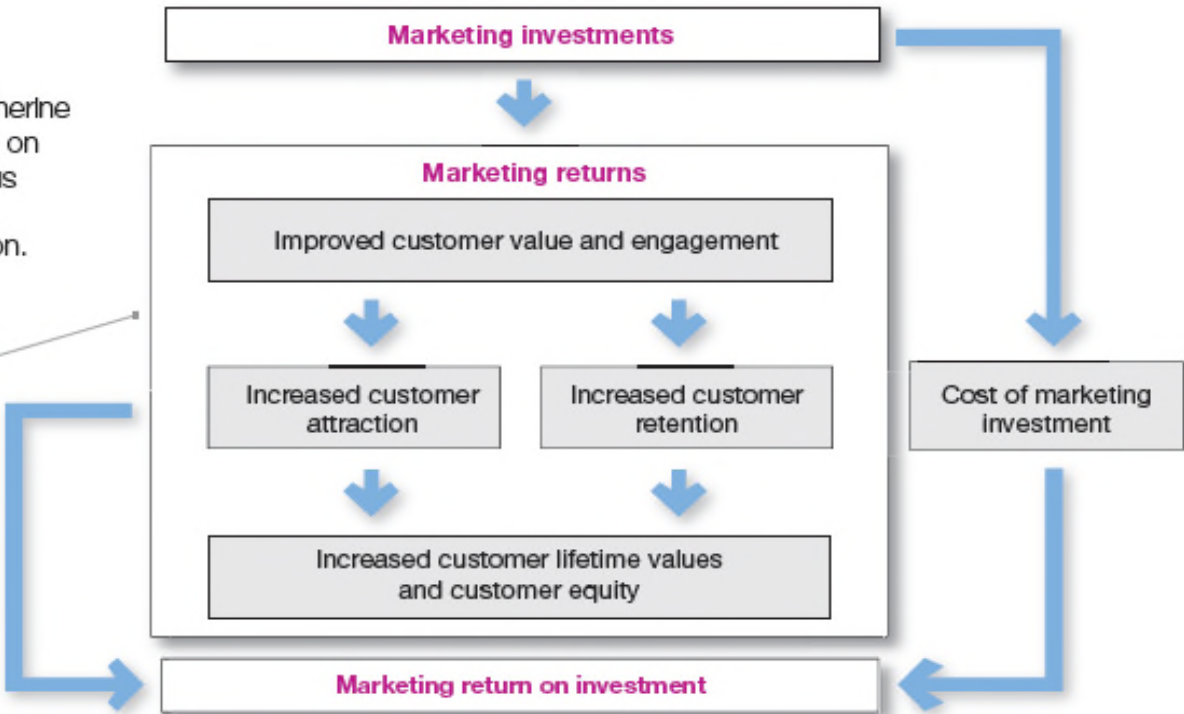 Marketing investments
on
Marketing returns
Improved customer value and engagement
Increased customer
attraction
Increased customer
retention
Cost of marketing
investment
Increased customer lifetime values
and customer equity
Marketing return on investment